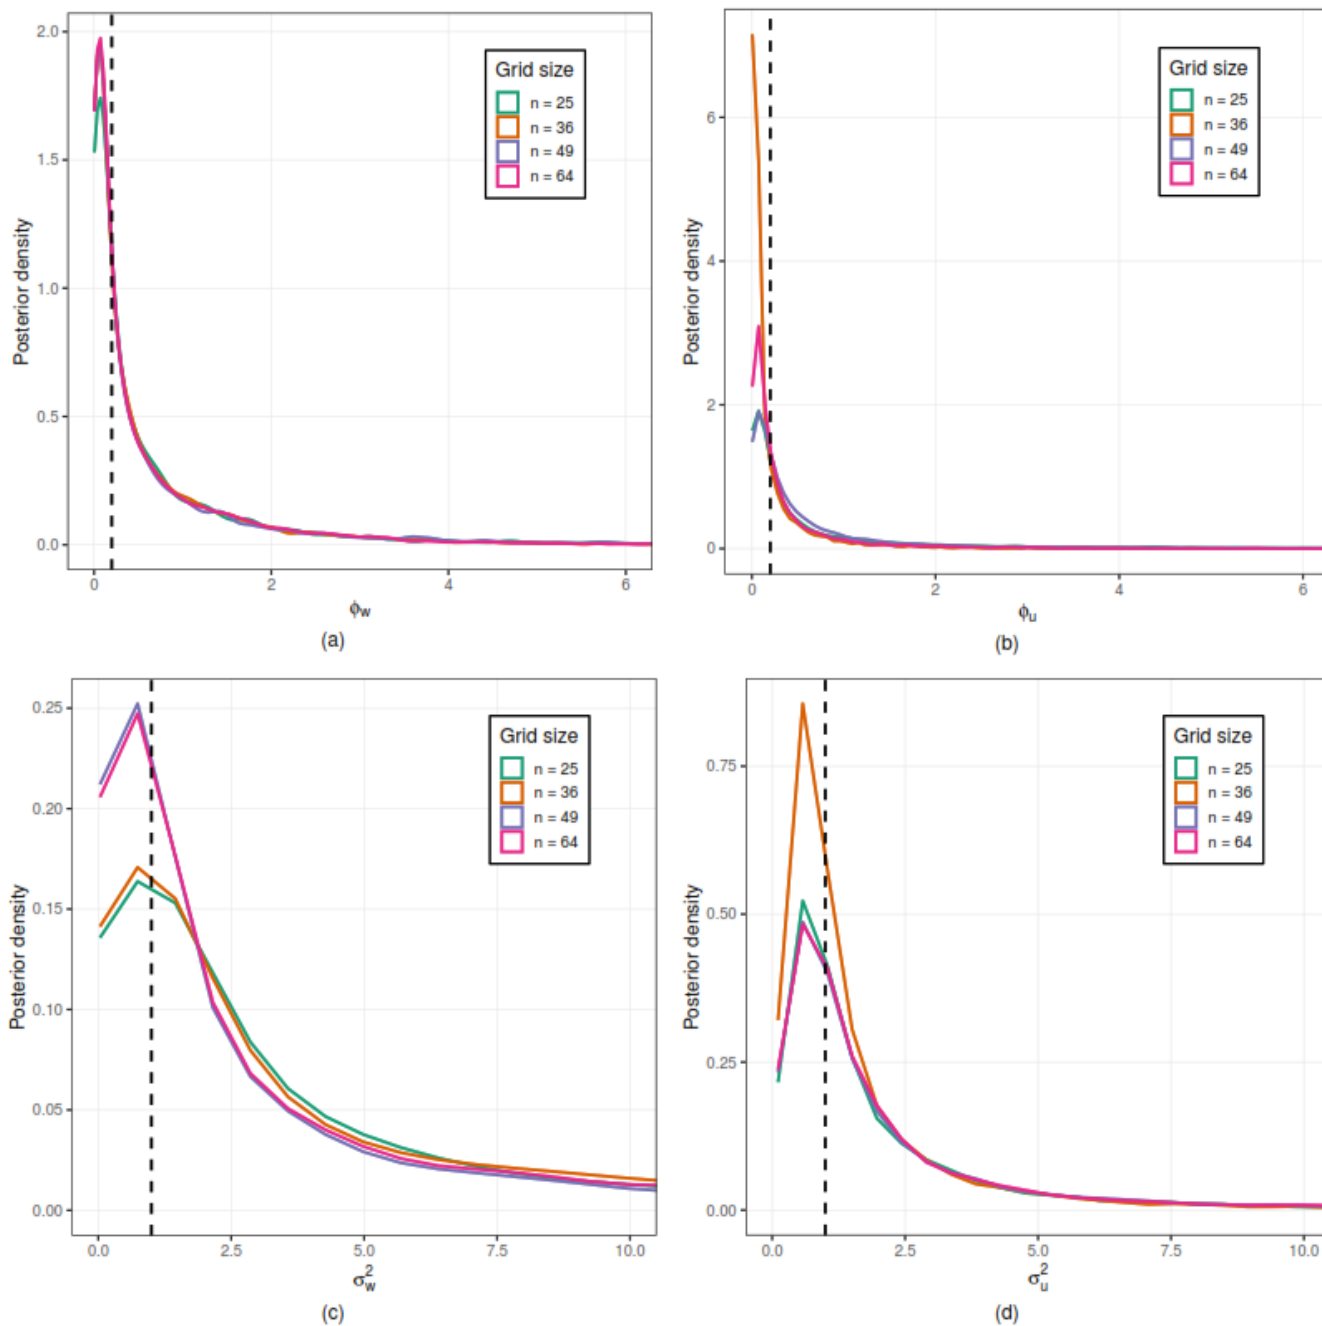 Posterior density
2.0
1.5
1.0
0.5
0.0
0 2 4 6
ϕw
(a)
Grid size
n = 25
n = 36
n = 49
n = 64
Posterior density
6
4
2
0
0 2 4 6
ϕu
(b)
Grid size
n = 25
n = 36
n = 49
n = 64
Posterior density
0.25
0.20
0.15
0.10
0.05
0.00
0.0 2.5 5.0 7.5 10.0
σ²w
(c)
Grid size
n = 25
n = 36
n = 49
n = 64
Posterior density
0.75
0.50
0.25
0.00
0.0 2.5 5.0 7.5 10.0
σ²u
(d)
Grid size
n = 25
n = 36
n = 49
n = 64